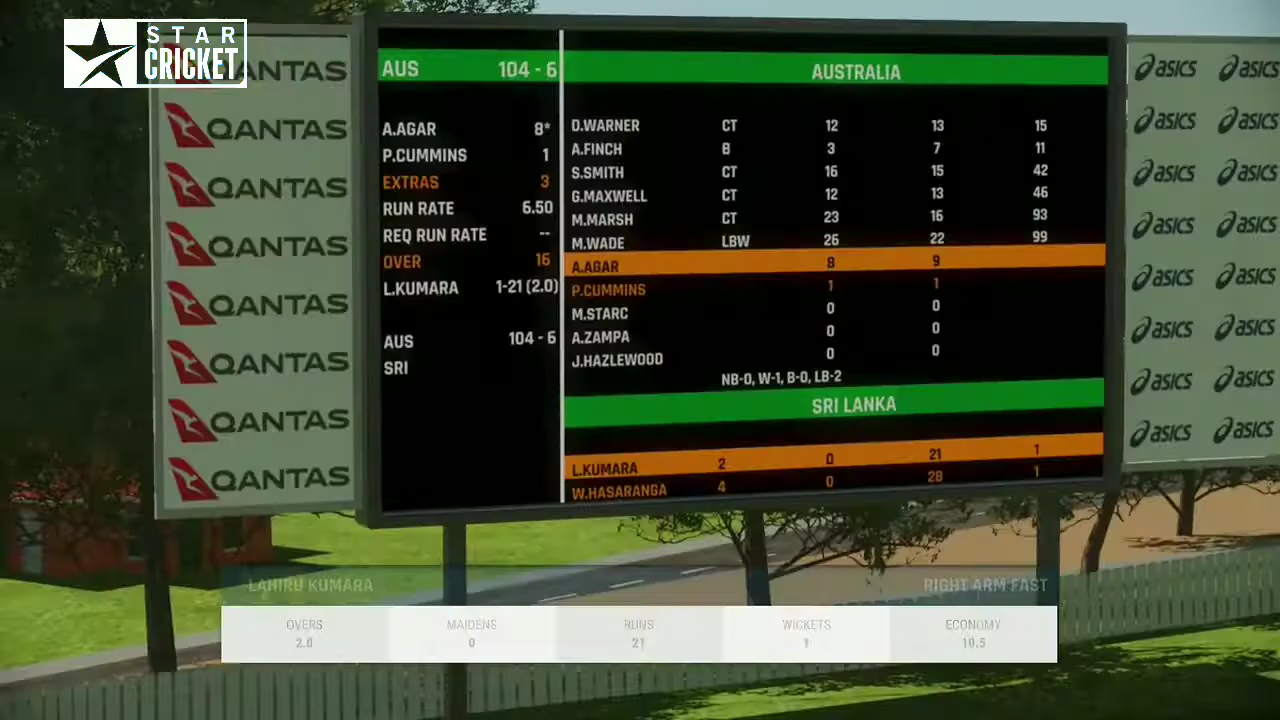 STAR
CRICKET
QANTAS
QANTAS
QANTAS
QANTAS
QANTAS
QANTAS
QANTAS
QANTAS
AUS 104 - 6
A.AGAR 8*
P.CUMMINS 1
EXTRAS 3
RUN RATE 6.50
REQ RUN RATE --
OVER 16
L.KUMARA 1-21 (2.0)
AUS 104 - 6
SRI
AUSTRALIA
D.WARNER CT 12 13 15
A.FINCH B 3 7 11
S.SMITH CT 16 15 42
G.MAXWELL CT 12 13 46
M.MARSH CT 23 16 93
M.WADE LBW 26 22 99
A.AGAR 8 9
P.CUMMINS 1 1
M.STARC 0 0
A.ZAMPA 0 0
J.HAZLEWOOD 0 0
NB-0, W-1, B-0, LB-2
SRI LANKA
L.KUMARA 2 0 21 1
W.HASARANGA 4 0 28 1
asics asics
asics asics
asics asics
asics asics
asics asics
asics asics
asics asics
asics asics
LAHIRU KUMARA RIGHT ARM FAST
OVERS MAIDENS RUNS WICKETS ECONOMY
2.0 0 21 1 10.5